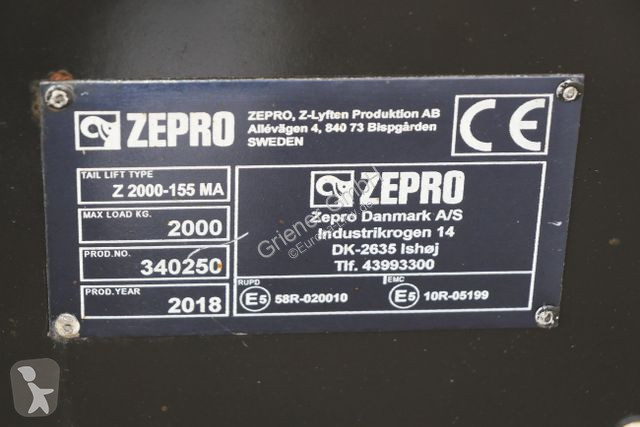 ZEPRO
ZEPRO, Z-Lyften Produktion AB
Allévägen 4, 840 73 Bispgården
SWEDEN
CE
TAIL LIFT TYPE
Z 2000-155 MA
MAX LOAD KG.
2000
PROD.NO.
340250
PROD.YEAR
2018
ZEPRO
Zepro Danmark A/S
Industrikrogen 14
DK-2635 Ishøj
Tlf. 43993300
RUPD
E5 58R-020010
EMC
E5 10R-05199
Griener GmbH